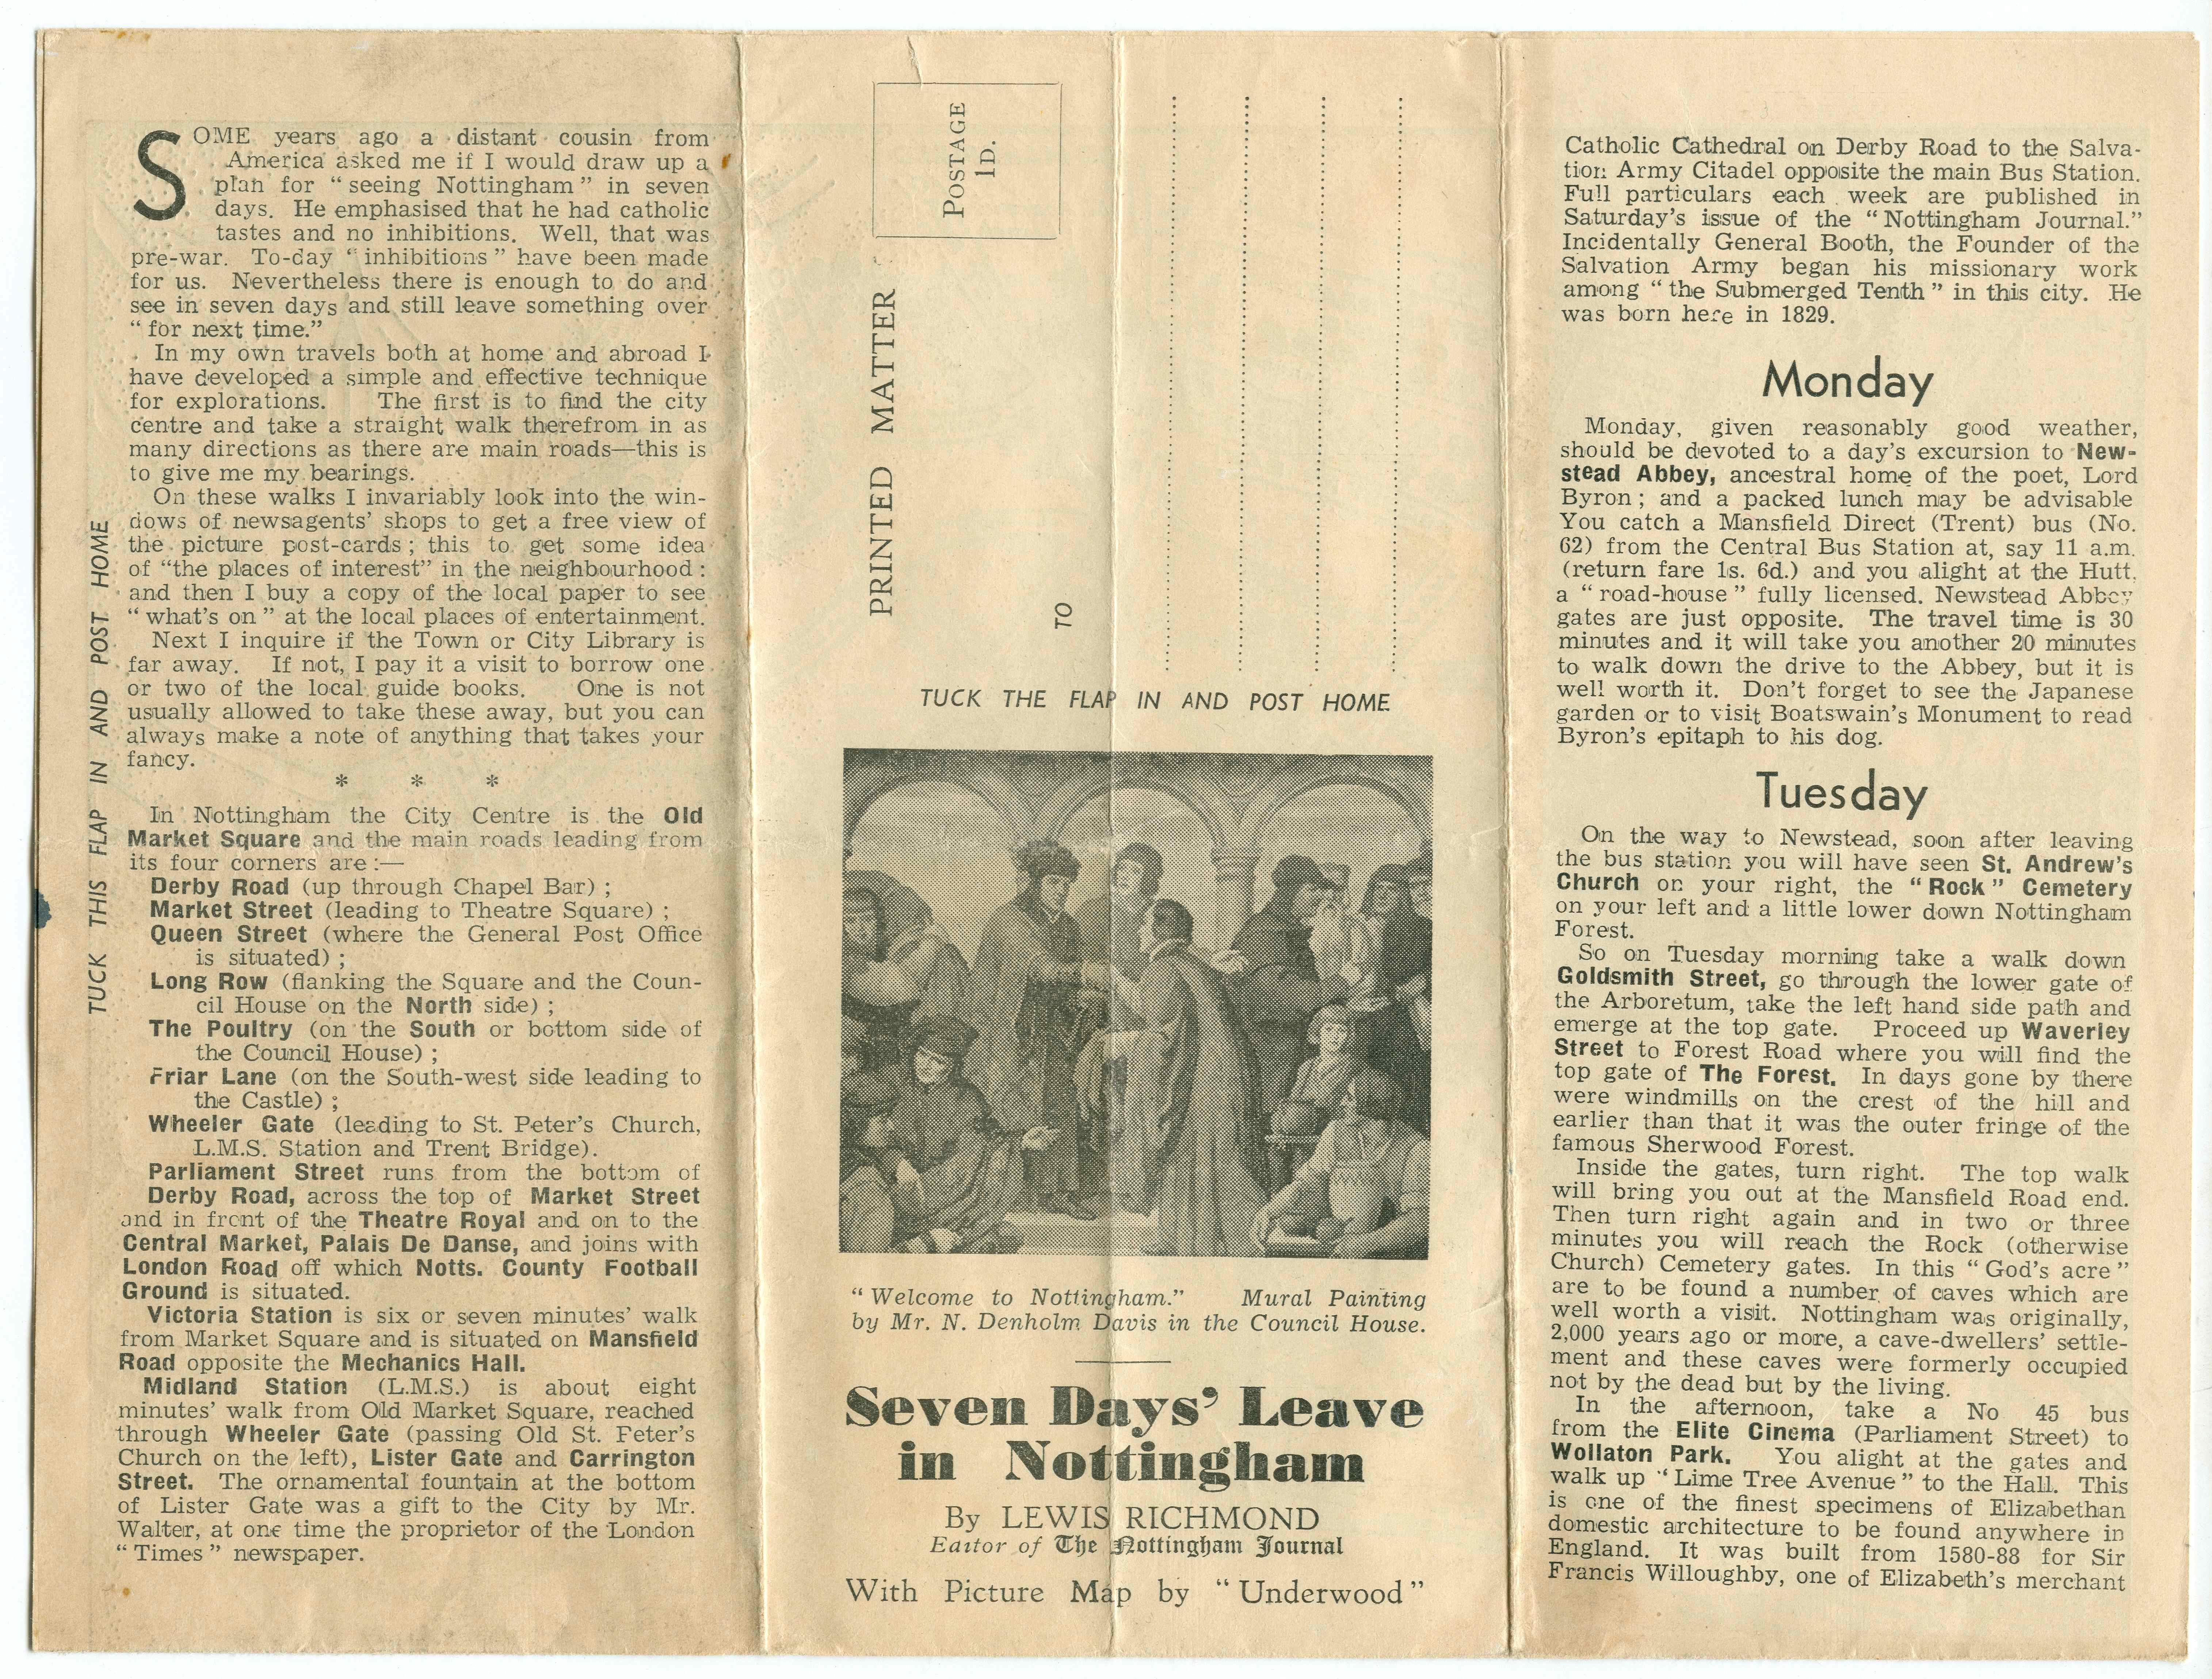 SOME years ago a distant cousin from
America asked me if I would draw up a
plan for “seeing Nottingham” in seven
days. He emphasised that he had catholic
tastes and no inhibitions. Well, that was
pre-war. To-day “inhibitions” have been made
for us. Nevertheless there is enough to do and
see in seven days and still leave something over
“for next time.”
In my own travels both at home and abroad I
have developed a simple and effective technique
for explorations. The first is to find the city
centre and take a straight walk therefrom in as
many directions as there are main roads—this is
to give me my bearings.
On these walks I invariably look into the win-
dows of newsagents’ shops to get a free view of
the picture post-cards; this to get some idea
of “the places of interest” in the neighbourhood:
and then I buy a copy of the local paper to see
“what’s on” at the local places of entertainment.
Next I inquire if the Town or City Library is
far away. If not, I pay it a visit to borrow one
or two of the local guide books. One is not
usually allowed to take these away, but you can
always make a note of anything that takes your
fancy.
* * *
In Nottingham the City Centre is the Old
Market Square and the main roads leading from
its four corners are:—
Derby Road (up through Chapel Bar);
Market Street (leading to Theatre Square);
Queen Street (where the General Post Office
is situated);
Long Row (flanking the Square and the Coun-
cil House on the North side);
The Poultry (on the South or bottom side of
the Council House);
Friar Lane (on the South-west side leading to
the Castle);
Wheeler Gate (leading to St. Peter’s Church,
L.M.S. Station and Trent Bridge).
Parliament Street runs from the bottom of
Derby Road, across the top of Market Street
and in front of the Theatre Royal and on to the
Central Market, Palais De Danse, and joins with
London Road off which Notts. County Football
Ground is situated.
Victoria Station is six or seven minutes’ walk
from Market Square and is situated on Mansfield
Road opposite the Mechanics Hall.
Midland Station (L.M.S.) is about eight
minutes’ walk from Old Market Square, reached
through Wheeler Gate (passing Old St. Peter’s
Church on the left), Lister Gate and Carrington
Street. The ornamental fountain at the bottom
of Lister Gate was a gift to the City by Mr.
Walter, at one time the proprietor of the London
“Times” newspaper.
TUCK THIS FLAP IN AND POST HOME
POSTAGE
1D.
PRINTED MATTER
TO
TUCK THE FLAP IN AND POST HOME
“Welcome to Nottingham.” Mural Painting
by Mr. N. Denholm Davis in the Council House.
Seven Days’ Leave
in Nottingham
By LEWIS RICHMOND
Editor of The Nottingham Journal
With Picture Map by “Underwood”
Catholic Cathedral on Derby Road to the Salva-
tion Army Citadel opposite the main Bus Station.
Full particulars each week are published in
Saturday’s issue of the “Nottingham Journal.”
Incidentally General Booth, the Founder of the
Salvation Army began his missionary work
among “the Submerged Tenth” in this city. He
was born here in 1829.
Monday
Monday, given reasonably good weather,
should be devoted to a day’s excursion to New-
stead Abbey, ancestral home of the poet, Lord
Byron; and a packed lunch may be advisable
You catch a Mansfield Direct (Trent) bus (No.
62) from the Central Bus Station at, say 11 a.m.
(return fare 1s. 6d.) and you alight at the Hutt,
a “road-house” fully licensed. Newstead Abbey
gates are just opposite. The travel time is 30
minutes and it will take you another 20 minutes
to walk down the drive to the Abbey, but it is
well worth it. Don’t forget to see the Japanese
garden or to visit Boatswain’s Monument to read
Byron’s epitaph to his dog.
Tuesday
On the way to Newstead, soon after leaving
the bus station you will have seen St. Andrew’s
Church on your right, the “Rock” Cemetery
on your left and a little lower down Nottingham
Forest.
So on Tuesday morning take a walk down
Goldsmith Street, go through the lower gate of
the Arboretum, take the left hand side path and
emerge at the top gate. Proceed up Waverley
Street to Forest Road where you will find the
top gate of The Forest. In days gone by there
were windmills on the crest of the hill and
earlier than that it was the outer fringe of the
famous Sherwood Forest.
Inside the gates, turn right. The top walk
will bring you out at the Mansfield Road end.
Then turn right again and in two or three
minutes you will reach the Rock (otherwise
Church) Cemetery gates. In this “God’s acre”
are to be found a number of caves which are
well worth a visit. Nottingham was originally,
2,000 years ago or more, a cave-dwellers’ settle-
ment and these caves were formerly occupied
not by the dead but by the living.
In the afternoon, take a No 45 bus
from the Elite Cinema (Parliament Street) to
Wollaton Park. You alight at the gates and
walk up “Lime Tree Avenue” to the Hall. This
is one of the finest specimens of Elizabethan
domestic architecture to be found anywhere in
England. It was built from 1580-88 for Sir
Francis Willoughby, one of Elizabeth’s merchant